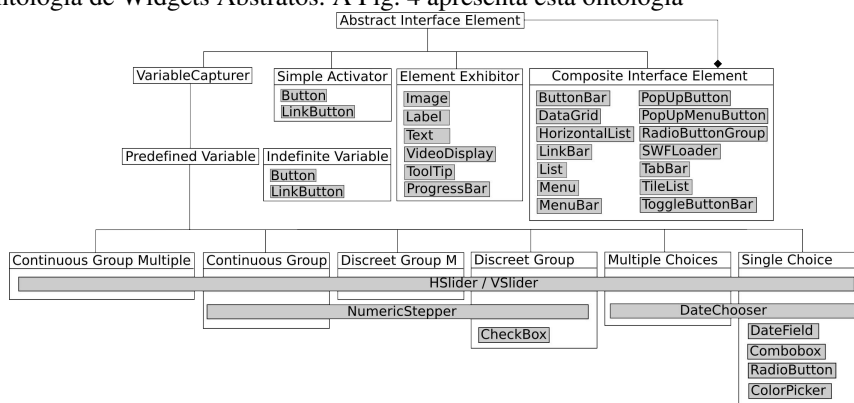 ntologia de Widgets Abstratos. A Fig. 4 apresenta esta ontologia
Abstract Interface Element
VariableCapturer
Simple Activator
Button
LinkButton
Element Exhibitor
Image
Label
Text
VideoDisplay
ToolTip
ProgressBar
Composite Interface Element
ButtonBar
DataGrid
HorizontalList
LinkBar
List
Menu
MenuBar
PopUpButton
PopUpMenuButton
RadioButtonGroup
SWFLoader
TabBar
TileList
ToggleButtonBar
Predefined Variable
Indefinite Variable
Button
LinkButton
Continuous Group Multiple
Continuous Group
Discreet Group M
Discreet Group
Multiple Choices
Single Choice
HSlider / VSlider
NumericStepper
DateChooser
CheckBox
DateField
Combobox
RadioButton
ColorPicker